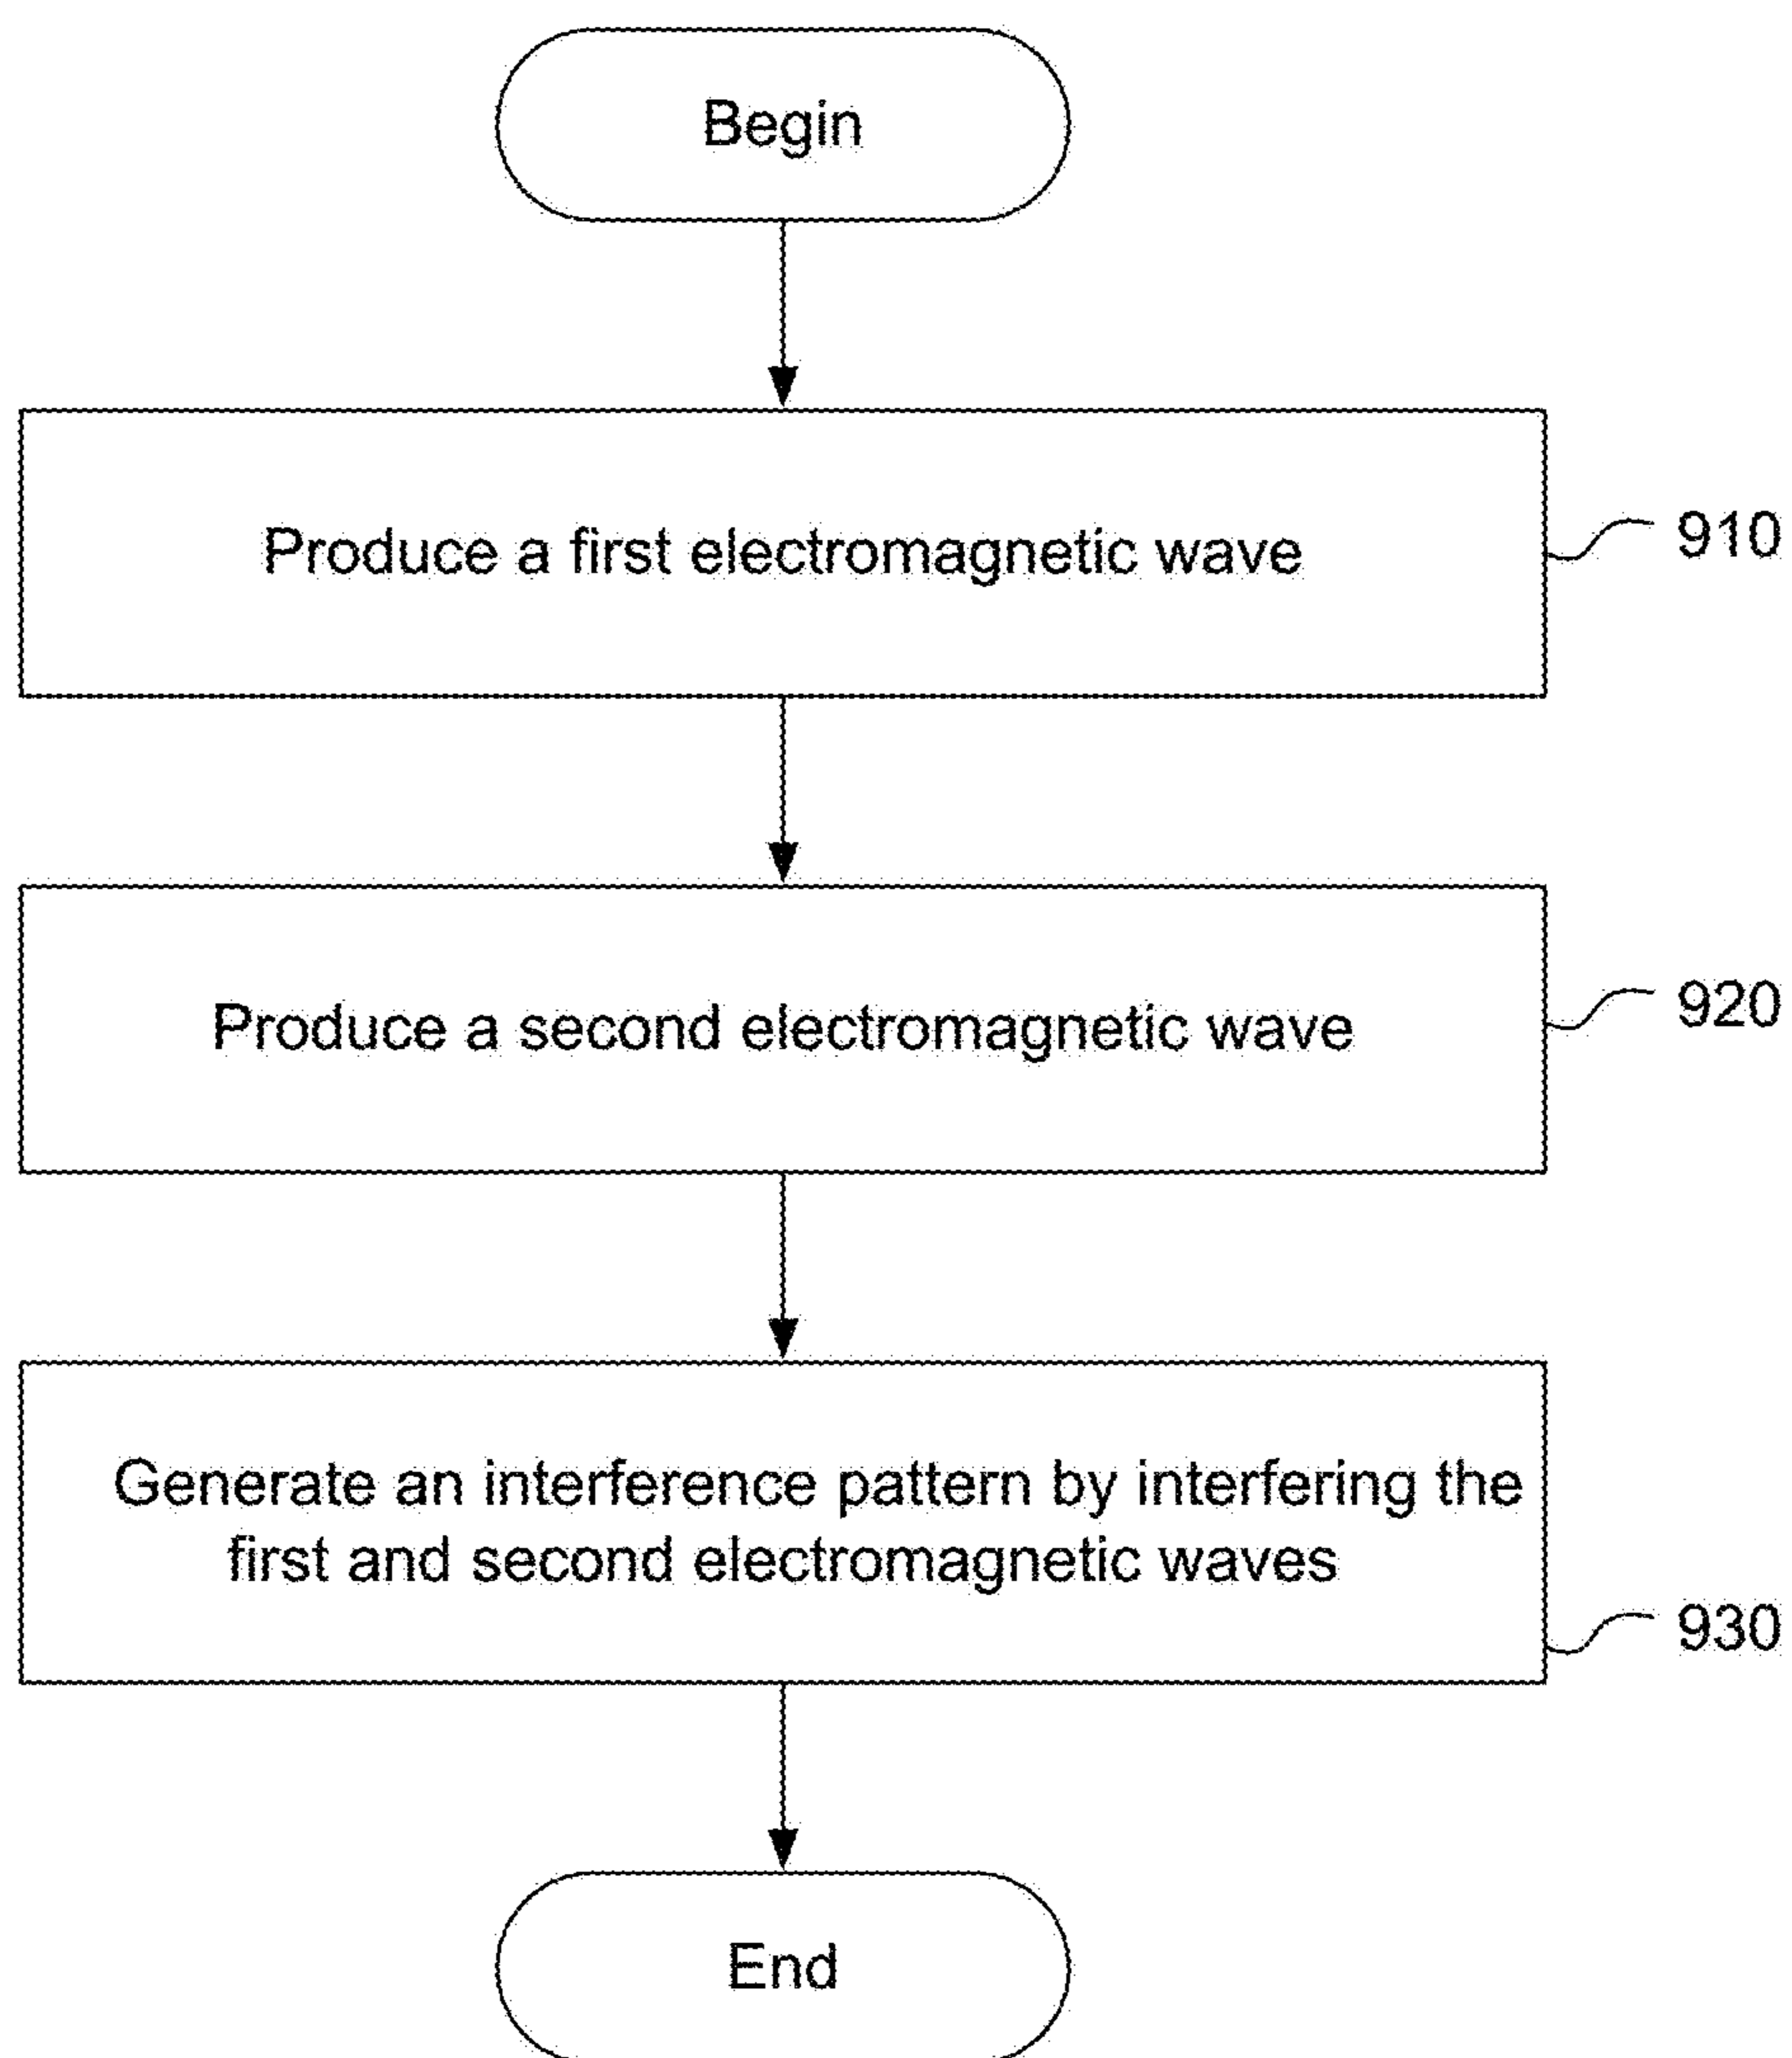 Begin
Produce a first electromagnetic wave
910
Produce a second electromagnetic wave
920
Generate an interference pattern by interfering the
first and second electromagnetic waves
930
End